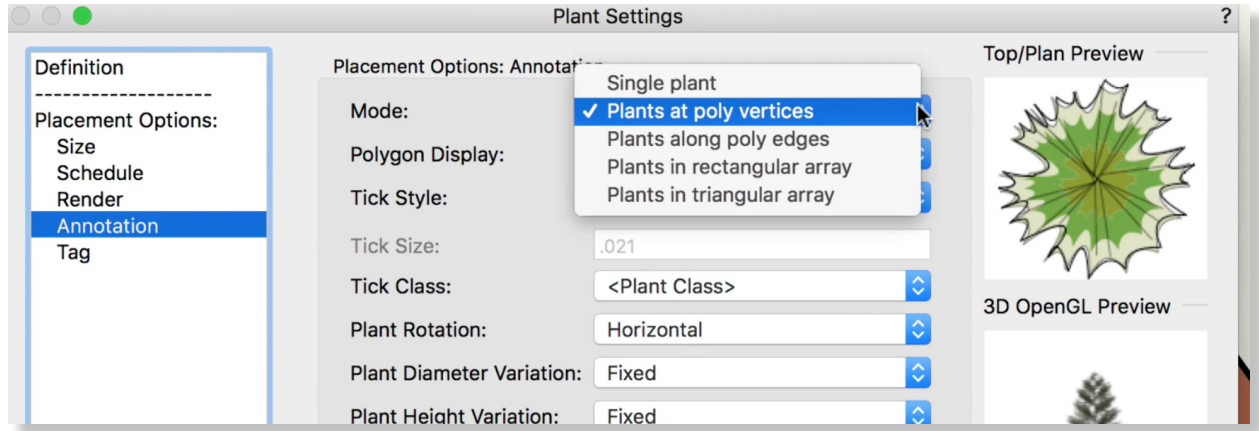 Plant Settings
?
Definition
-------------------
Placement Options:
Size
Schedule
Render
Annotation
Tag
Placement Options: Annotation
Mode:
Single plant
✓ Plants at poly vertices
Plants along poly edges
Plants in rectangular array
Plants in triangular array
Polygon Display:
Tick Style:
Tick Size: .021
Tick Class: <Plant Class>
Plant Rotation: Horizontal
Plant Diameter Variation: Fixed
Plant Height Variation: Fixed
Top/Plan Preview
3D OpenGL Preview